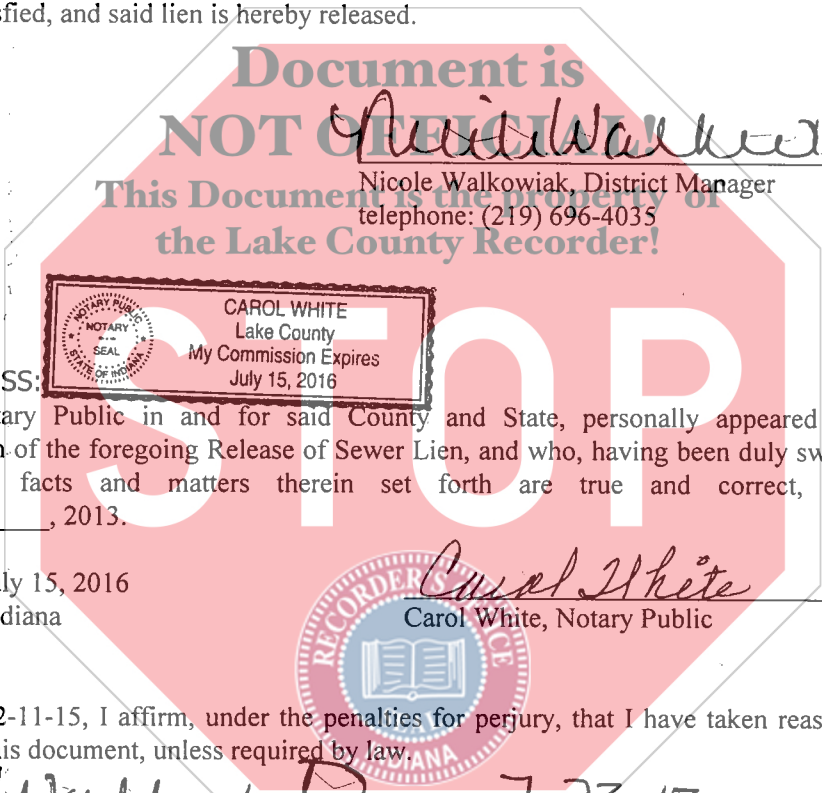 sfied, and said lien is hereby released.
Document is
NOT OFFICIAL!
This Document is the property of
the Lake County Recorder!
Nicole Walkowiak, District Manager
telephone: (219) 696-4035
NOTARY PUBLIC
NOTARY
SEAL
STATE OF INDIANA
CAROL WHITE
Lake County
My Commission Expires
July 15, 2016
STOP
SS:
tary Public in and for said County and State, personally appeared
n of the foregoing Release of Sewer Lien, and who, having been duly sw
facts and matters therein set forth are true and correct,
, 2013.
ly 15, 2016
diana
Carol White
Carol White, Notary Public
RECORDER'S OFFICE
SEAL
INDIANA
2-11-15, I affirm, under the penalties for perjury, that I have taken reas
is document, unless required by law.